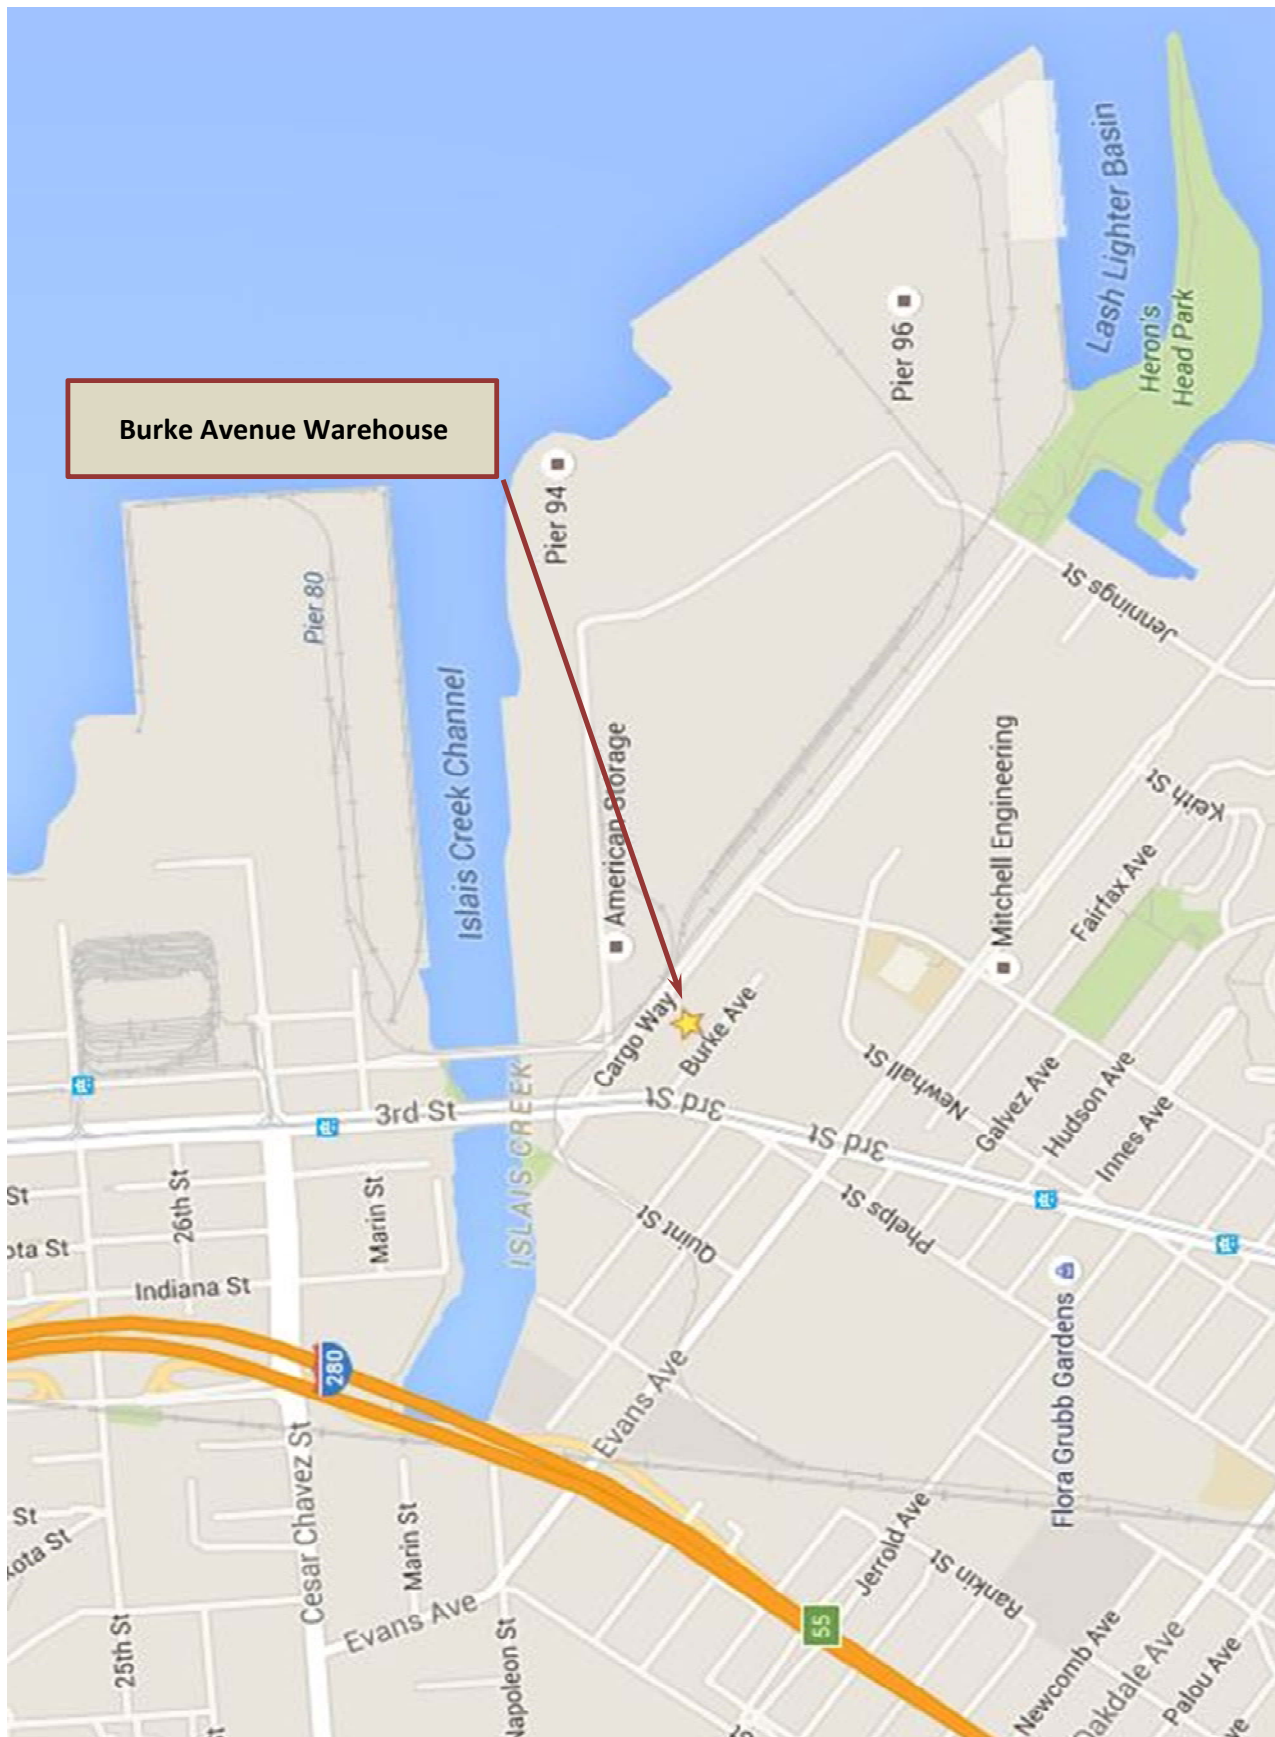 Burke Avenue Warehouse
Lash Lighter Basin
Heron's
Head Park
Pier 96
Pier 94
Pier 80
Islais Creek Channel
American Storage
Jennings St
Mitchell Engineering
Keith St
Fairfax Ave
Cargo Way
Burke Ave
3rd St
3rd St
3rd St
ISLAIS CREEK
Newhall St
Galvez Ave
Hudson Ave
Innes Ave
Phelps St
Quint St
St
26th St
Marin St
ota St
Indiana St
280
Flora Grubb Gardens
Evans Ave
Cesar Chavez St
St
kota St
Marin St
Evans Ave
25th St
Napoleon St
55
Jerrold Ave
Rankin St
Newcomb Ave
Oakdale Ave
Palou Ave